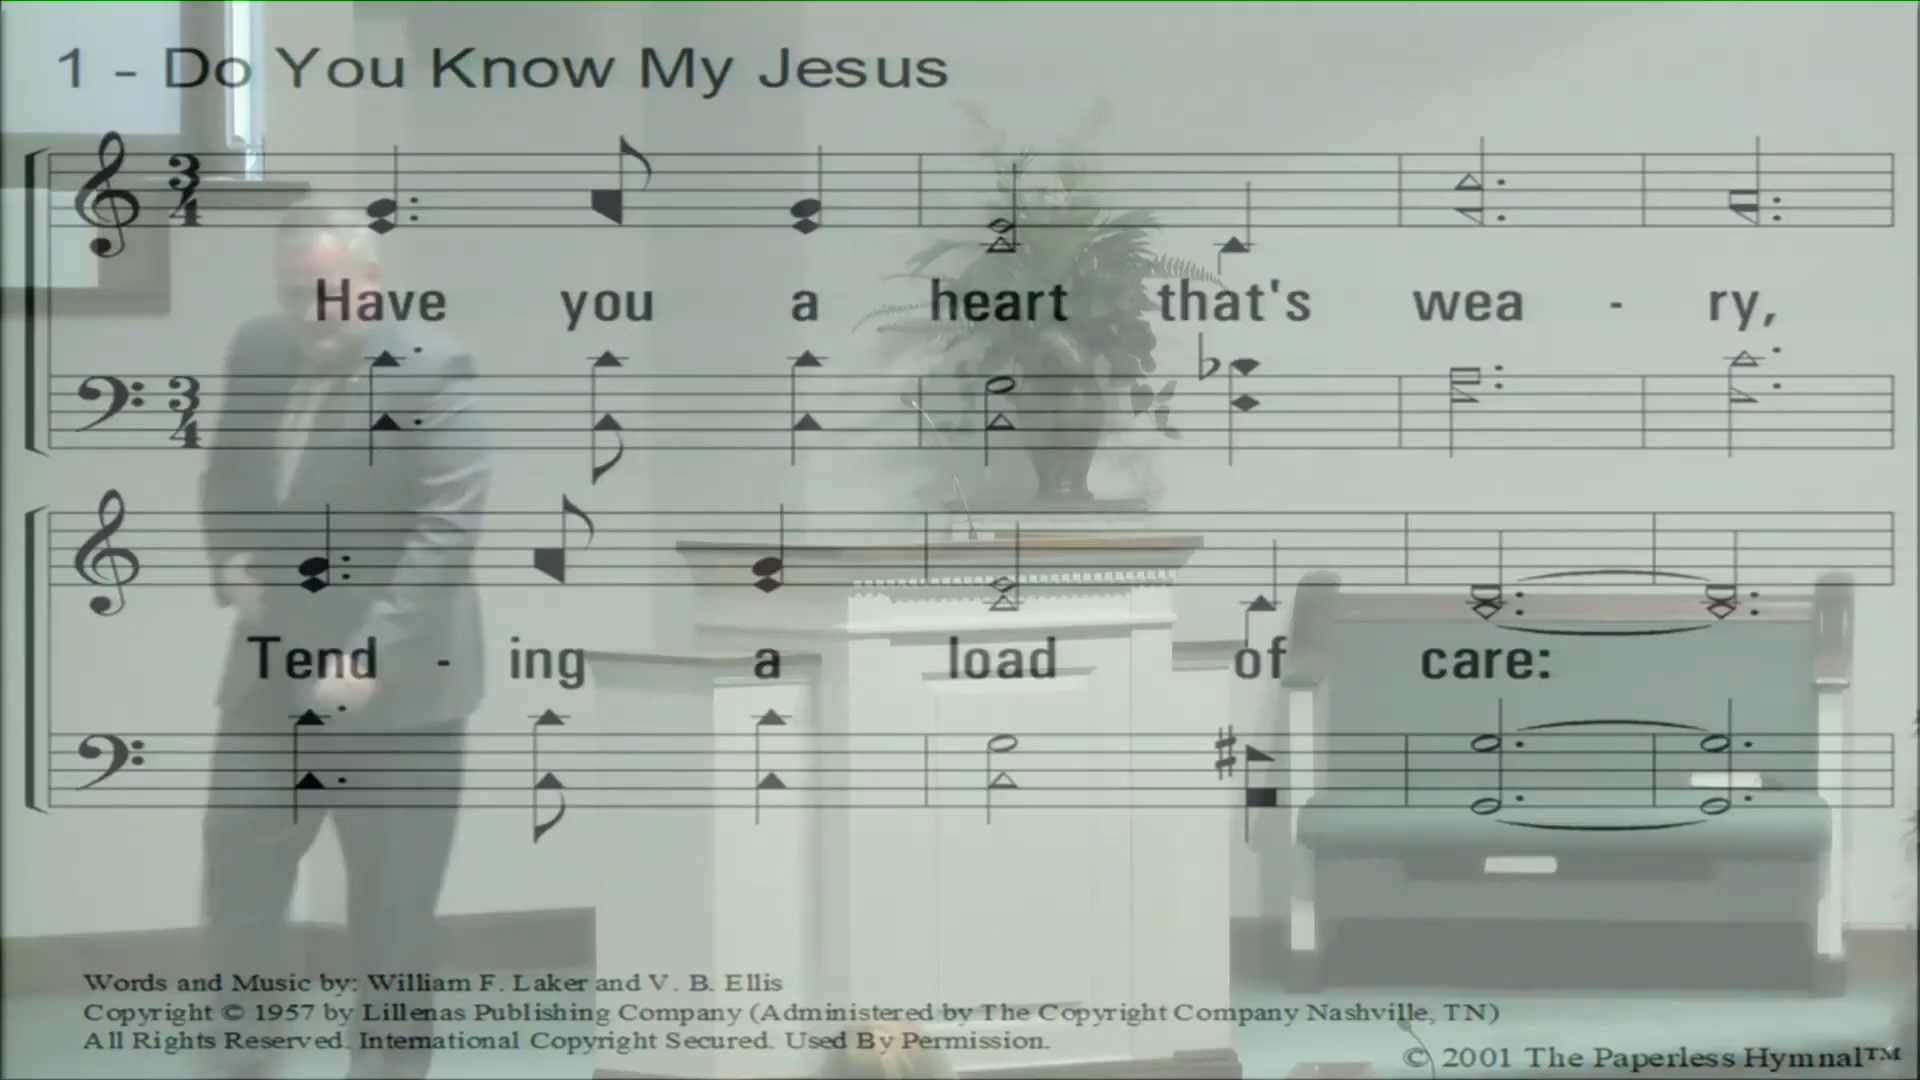 1 - Do You Know My Jesus
Have you a heart that's wea - ry,
Tend - ing a load of care:
Words and Music by: William F. Laker and V. B. Ellis
Copyright © 1957 by Lillenas Publishing Company (Administered by The Copyright Company Nashville, TN)
All Rights Reserved. International Copyright Secured. Used By Permission.
© 2001 The Paperless Hymnal™